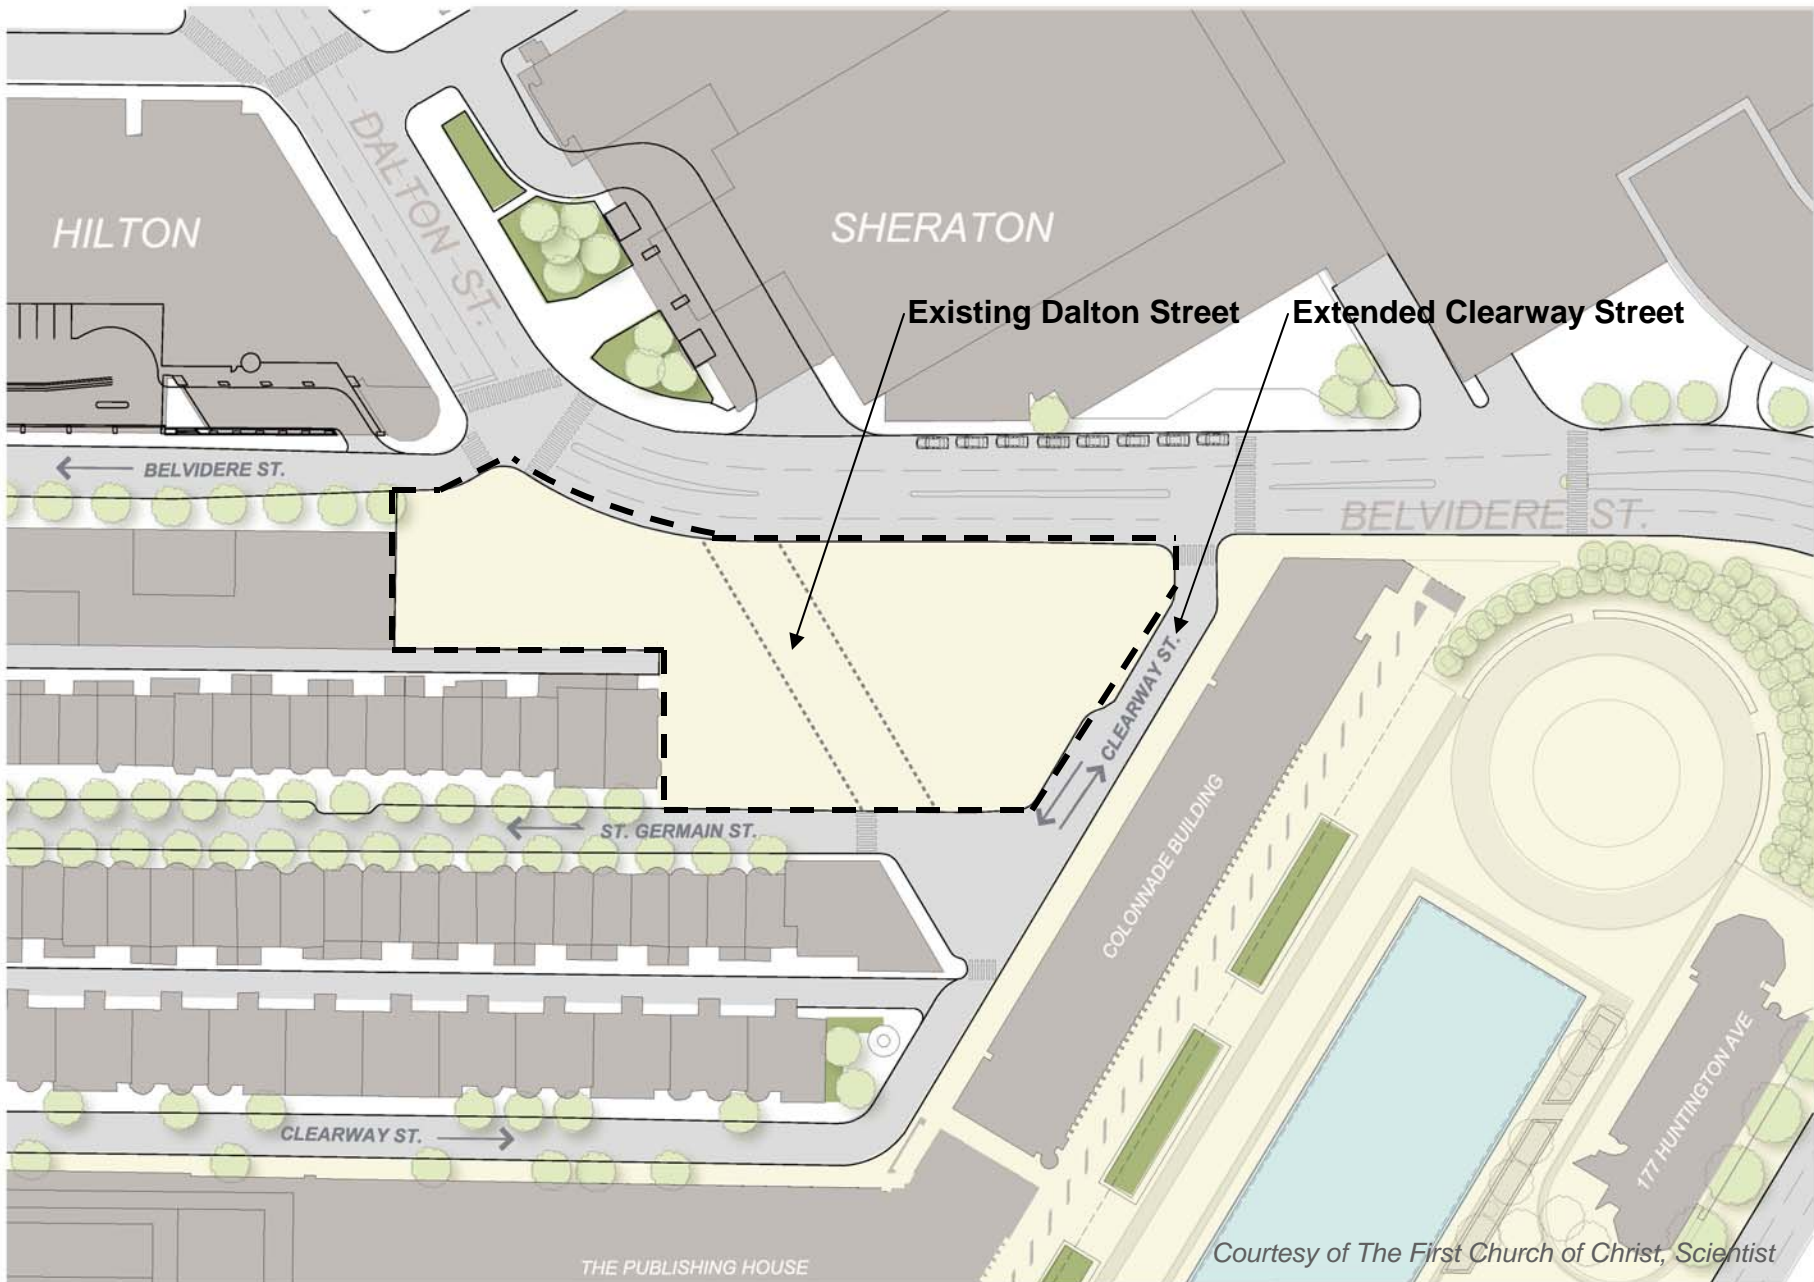 DALTON ST.
HILTON
SHERATON
Existing Dalton Street
Extended Clearway Street
BELVIDERE ST.
BELVIDERE ST.
CLEARWAY ST.
ST. GERMAIN ST.
COLONNADE BUILDING
CLEARWAY ST.
177 HUNTINGTON AVE
Courtesy of The First Church of Christ, Scientist
THE PUBLISHING HOUSE